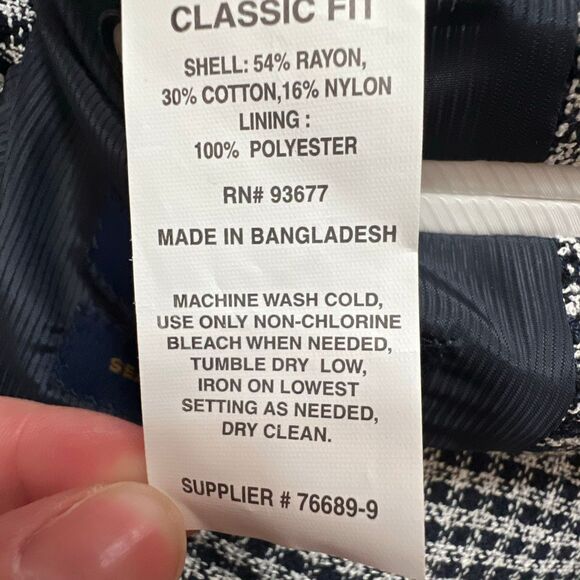 CLASSIC FIT
SHELL: 54% RAYON,
30% COTTON,16% NYLON
LINING :
100% POLYESTER
RN# 93677
MADE IN BANGLADESH
MACHINE WASH COLD,
USE ONLY NON-CHLORINE
BLEACH WHEN NEEDED,
TUMBLE DRY LOW,
IRON ON LOWEST
SETTING AS NEEDED,
DRY CLEAN.
SUPPLIER # 76689-9